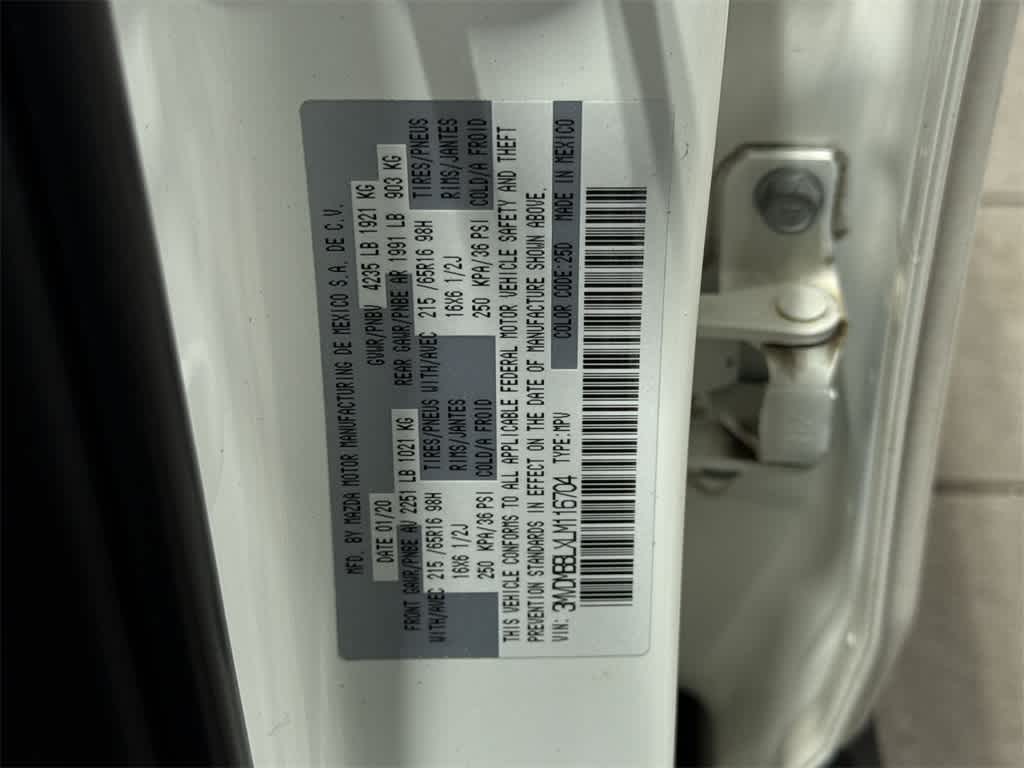 MFD. BY MAZDA MOTOR MANUFACTURING DE MEXICO S.A. DE C.V.
DATE 01/20 GVWR/PNBV 4235 LB 1921 KG
FRONT GAWR/PNBE AV 2251 LB 1021 KG REAR GAWR/PNBE AR 1991 LB 903 KG
WITH/AVEC 215 /65R16 98H TIRES/PNEUS WITH/AVEC 215 /65R16 98H TIRES/PNEUS
16X6 1/2J RIMS/JANTES 16X6 1/2J RIMS/JANTES
250 KPA/36 PSI COLD/A FROID 250 KPA/36 PSI COLD/A FROID
THIS VEHICLE CONFORMS TO ALL APPLICABLE FEDERAL MOTOR VEHICLE SAFETY AND THEFT
PREVENTION STANDARDS IN EFFECT ON THE DATE OF MANUFACTURE SHOWN ABOVE.
VIN: 3MVDMBBLXLM116704 TYPE:MPV COLOR CODE:25D MADE IN MEXICO